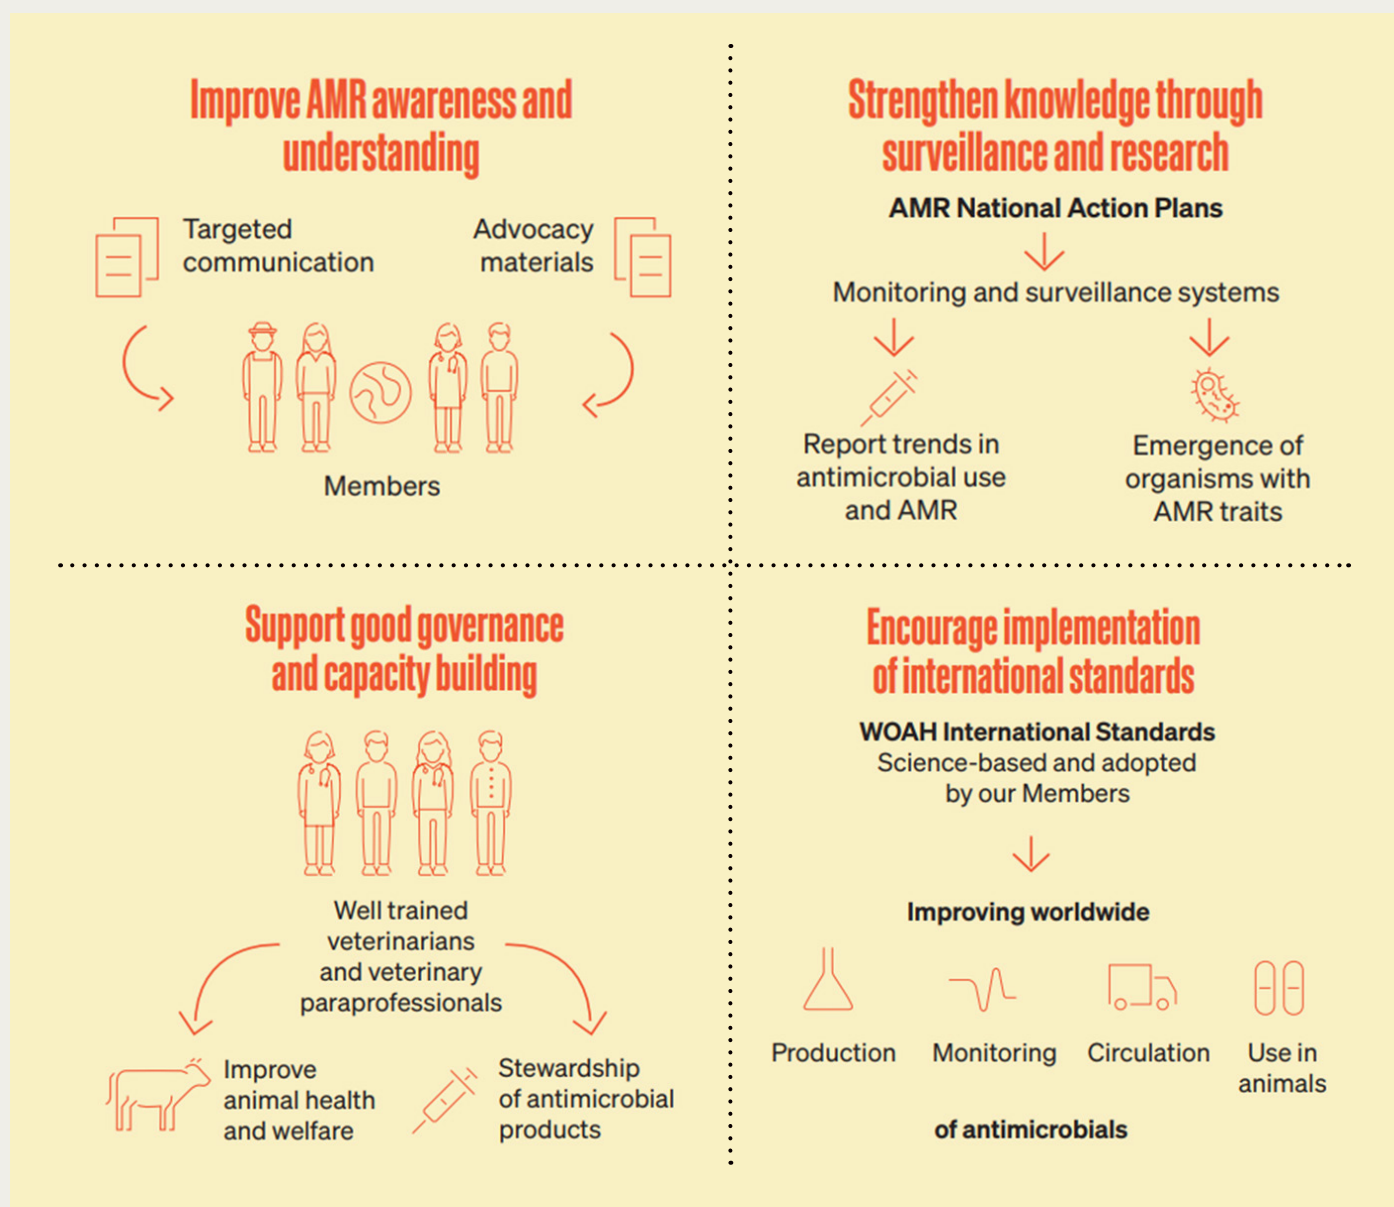 Improve AMR awareness and
understanding
Targeted
communication
Advocacy
materials
Members
Strengthen knowledge through
surveillance and research
AMR National Action Plans
Monitoring and surveillance systems
Report trends in
antimicrobial use
and AMR
Emergence of
organisms with
AMR traits
Support good governance
and capacity building
Well trained
veterinarians
and veterinary
paraprofessionals
Improve
animal health
and welfare
Stewardship
of antimicrobial
products
Encourage implementation
of international standards
WOAH International Standards
Science-based and adopted
by our Members
Improving worldwide
Production
Monitoring
Circulation
Use in
animals
of antimicrobials